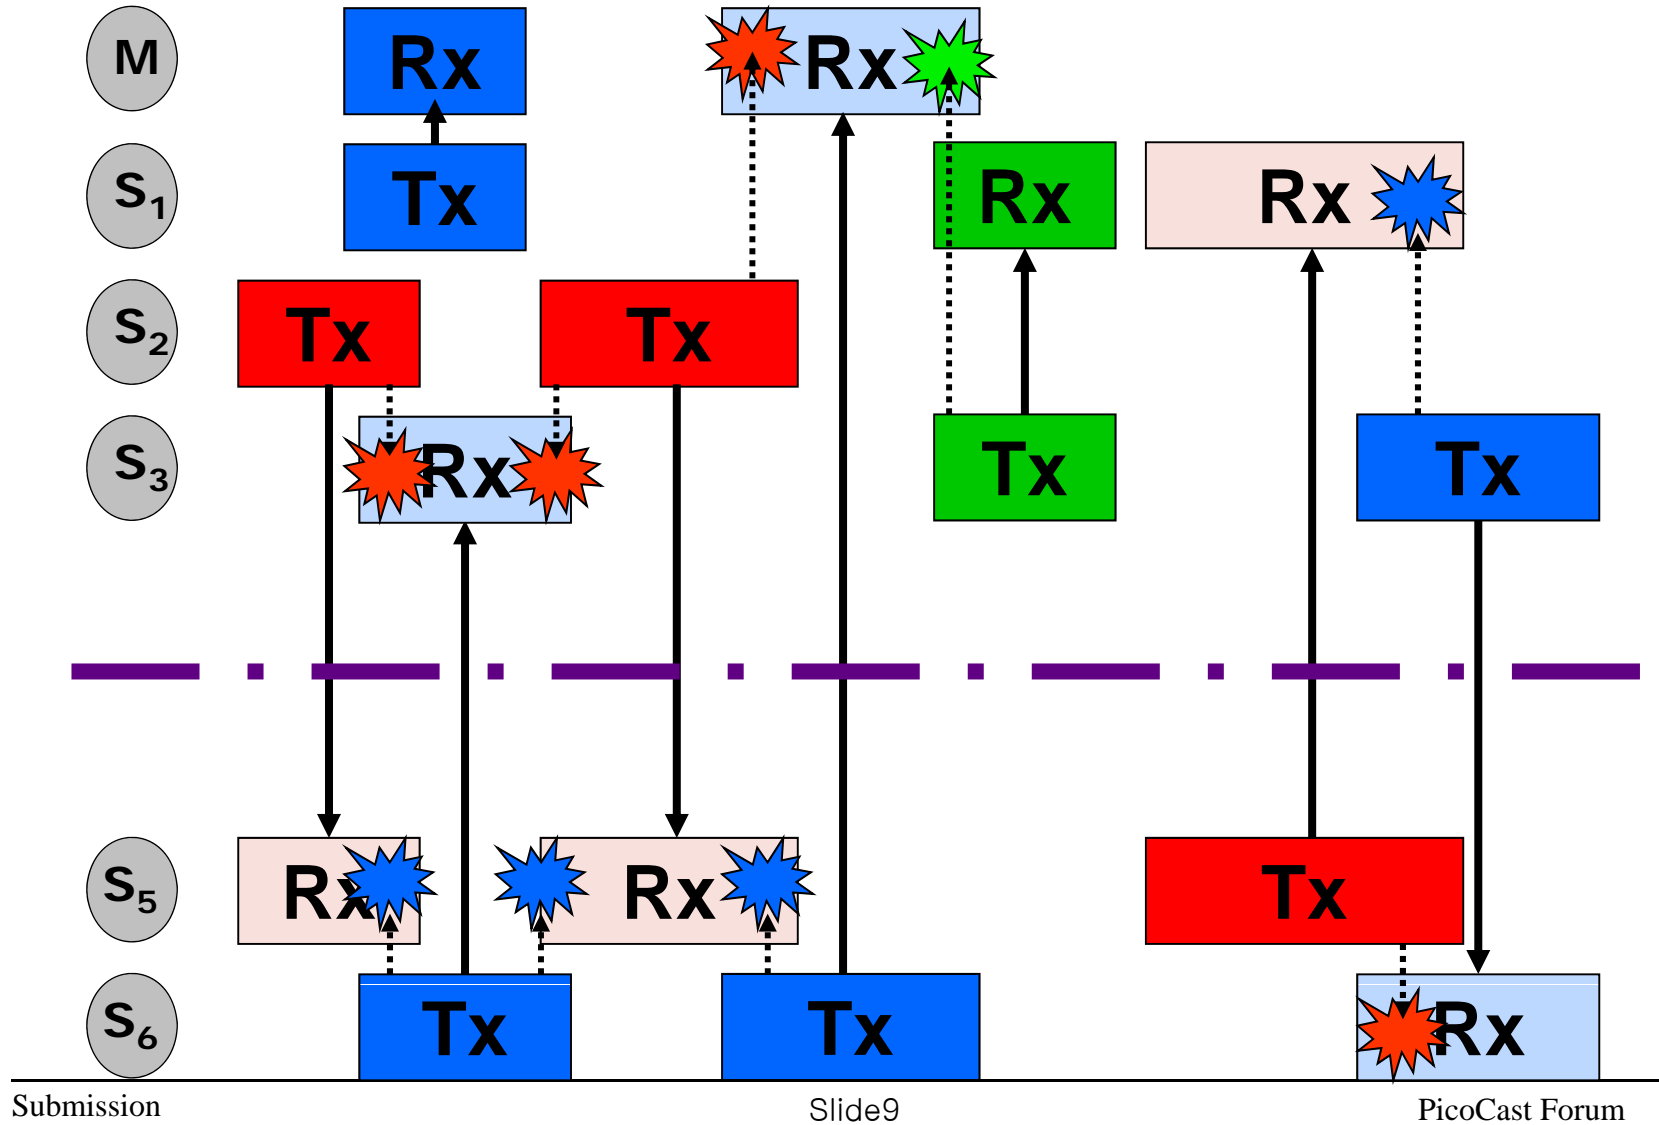 M Rx Rx
S1 Tx Rx Rx
S2 Tx Tx
S3 Rx Tx Tx
S5 Rx Rx Tx
S6 Tx Tx Rx
Submission Slide9 PicoCast Forum